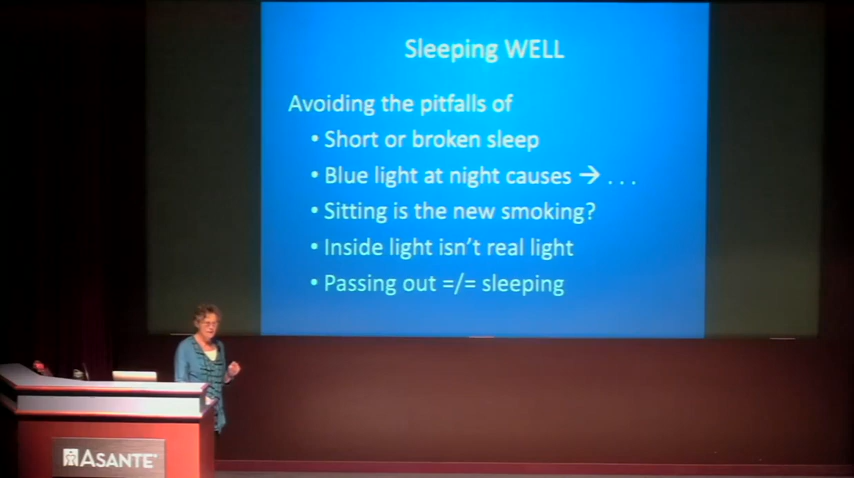 Sleeping WELL
Avoiding the pitfalls of
• Short or broken sleep
• Blue light at night causes → . . .
• Sitting is the new smoking?
• Inside light isn't real light
• Passing out =/= sleeping
ASANTE